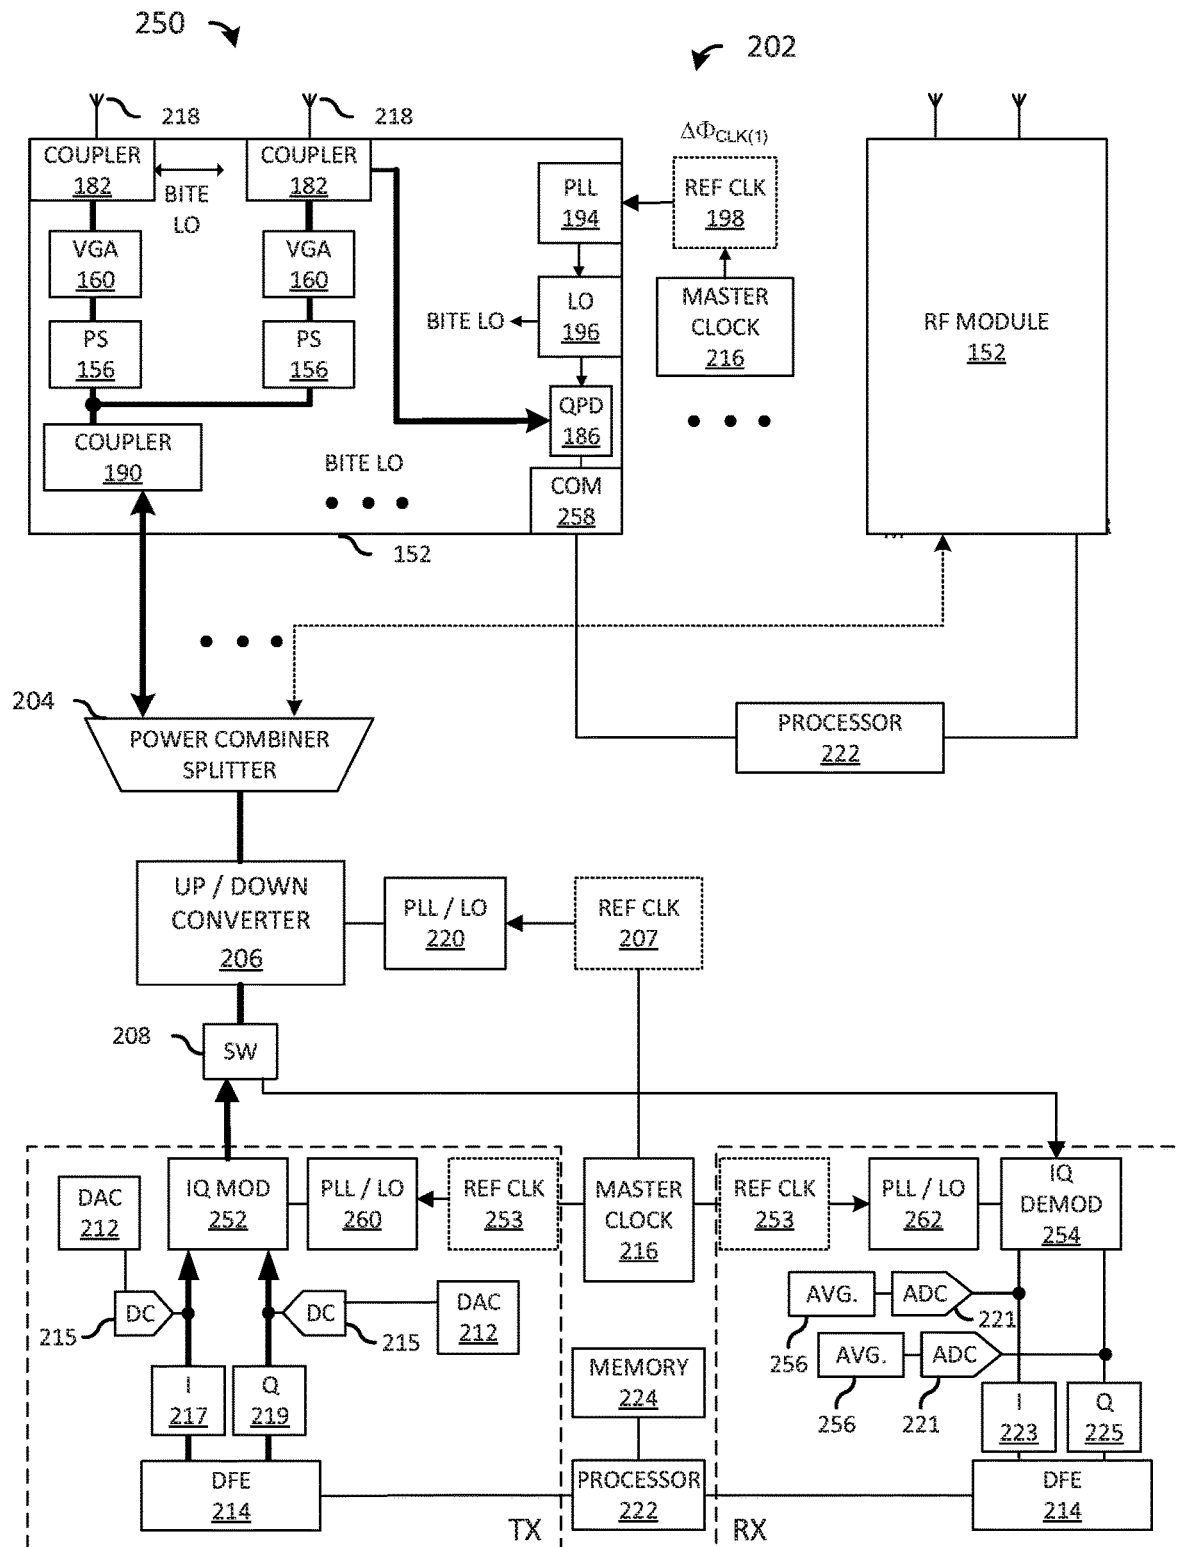 250
202
218
218
COUPLER
182
BITE
LO
COUPLER
182
PLL
194
ΔΦCLK(1)
REF CLK
198
VGA
160
VGA
160
LO
196
BITE LO
MASTER
CLOCK
216
RF MODULE
152
PS
156
PS
156
QPD
186
COUPLER
190
BITE LO
COM
258
152
204
POWER COMBINER
SPLITTER
PROCESSOR
222
UP / DOWN
CONVERTER
206
PLL / LO
220
REF CLK
207
208
SW
DAC
212
IQ MOD
252
PLL / LO
260
REF CLK
253
MASTER
CLOCK
216
REF CLK
253
PLL / LO
262
IQ
DEMOD
254
DC
215
DC
215
DAC
212
AVG.
256
ADC
221
AVG.
256
ADC
221
I
217
Q
219
MEMORY
224
I
223
Q
225
DFE
214
TX
PROCESSOR
222
RX
DFE
214